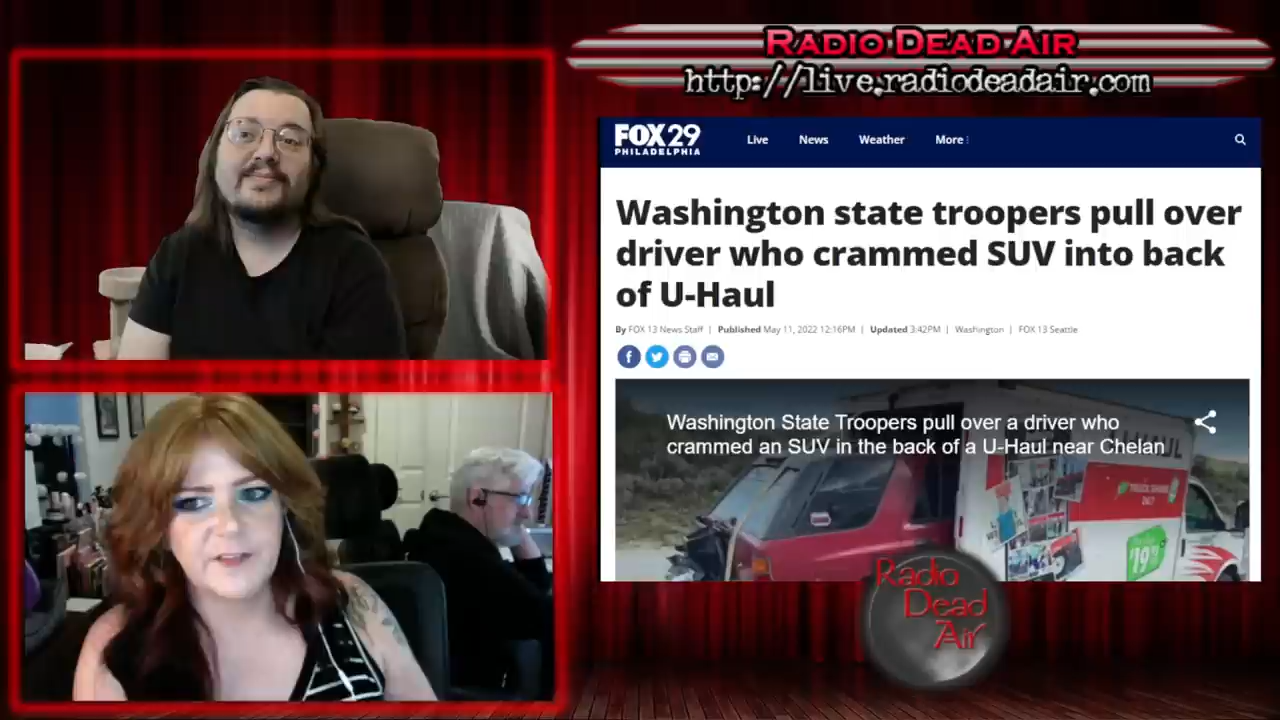 RADIO DEAD AIR
http://live.radiodeadair.com
FOX 29
PHILADELPHIA
Live News Weather More
Washington state troopers pull over
driver who crammed SUV into back
of U-Haul
By FOX 13 News Staff | Published May 11, 2022 12:16PM | Updated 3:42PM | Washington | FOX 13 Seattle
Washington State Troopers pull over a driver who
crammed an SUV in the back of a U-Haul near Chelan
$19
Radio
Dead
Air